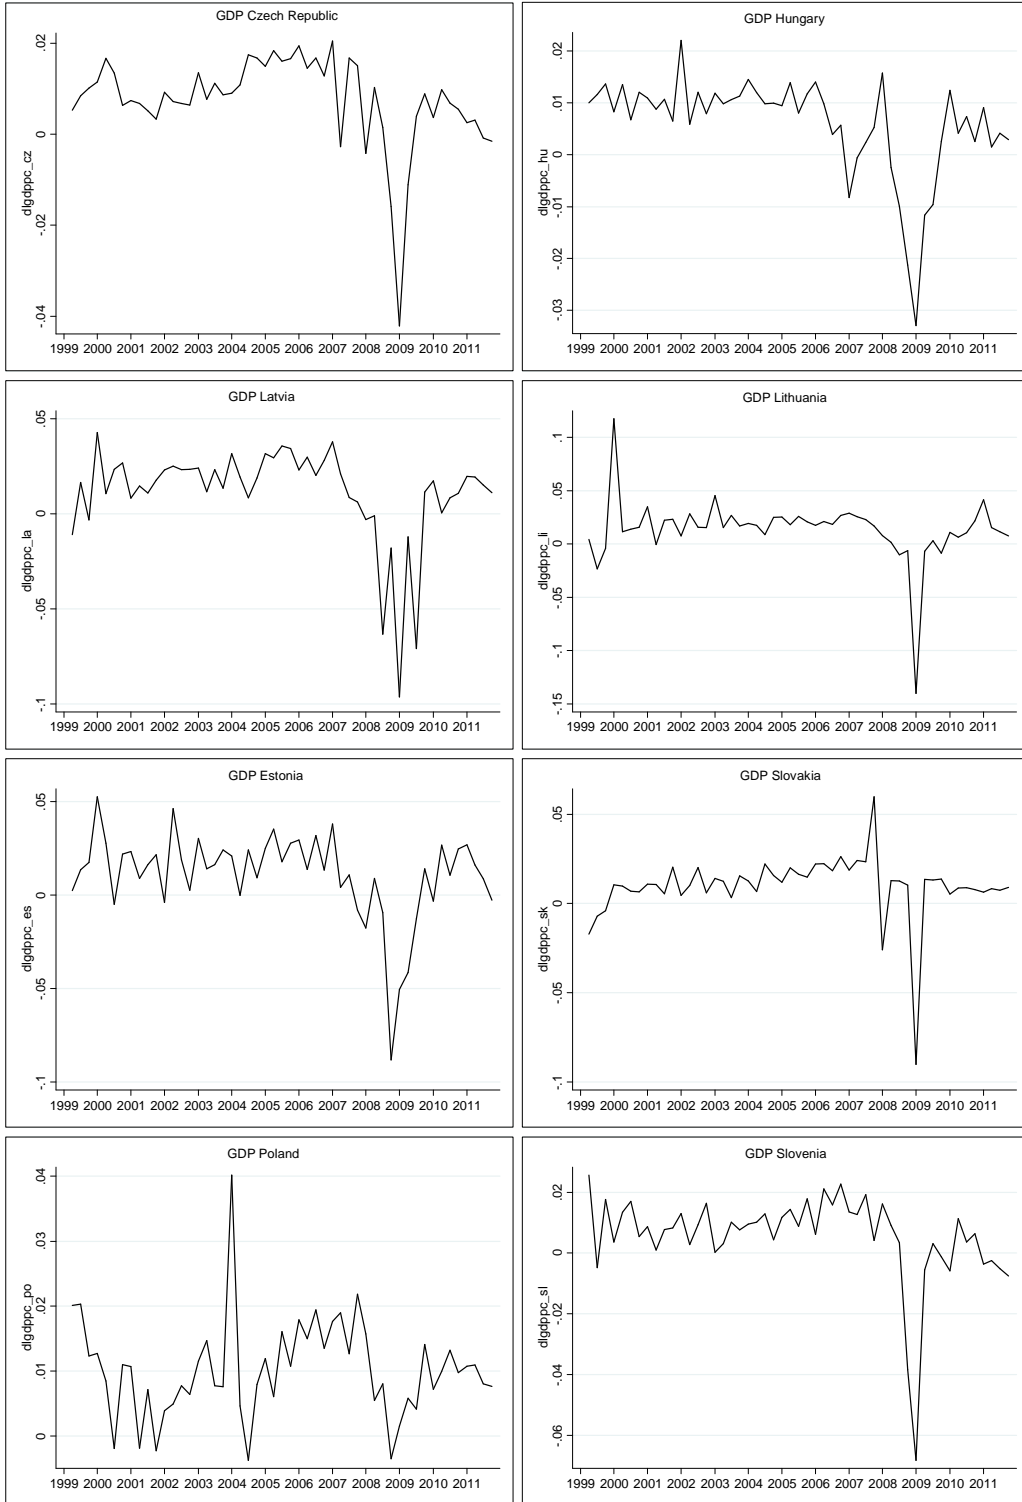 GDP Czech Republic
.02
0
-.02
-.04
dlgdppc_cz
1999 2000 2001 2002 2003 2004 2005 2006 2007 2008 2009 2010 2011
GDP Hungary
.02
.01
0
-.01
-.02
-.03
dlgdppc_hu
1999 2000 2001 2002 2003 2004 2005 2006 2007 2008 2009 2010 2011
GDP Latvia
.05
0
-.05
-.1
dlgdppc_la
1999 2000 2001 2002 2003 2004 2005 2006 2007 2008 2009 2010 2011
GDP Lithuania
.1
.05
0
-.05
-.1
-.15
dlgdppc_li
1999 2000 2001 2002 2003 2004 2005 2006 2007 2008 2009 2010 2011
GDP Estonia
.05
0
-.05
-.1
dlgdppc_es
1999 2000 2001 2002 2003 2004 2005 2006 2007 2008 2009 2010 2011
GDP Slovakia
.05
0
-.05
-.1
dlgdppc_sk
1999 2000 2001 2002 2003 2004 2005 2006 2007 2008 2009 2010 2011
GDP Poland
.04
.03
.02
.01
0
dlgdppc_po
1999 2000 2001 2002 2003 2004 2005 2006 2007 2008 2009 2010 2011
GDP Slovenia
.02
0
-.02
-.04
-.06
dlgdppc_sl
1999 2000 2001 2002 2003 2004 2005 2006 2007 2008 2009 2010 2011